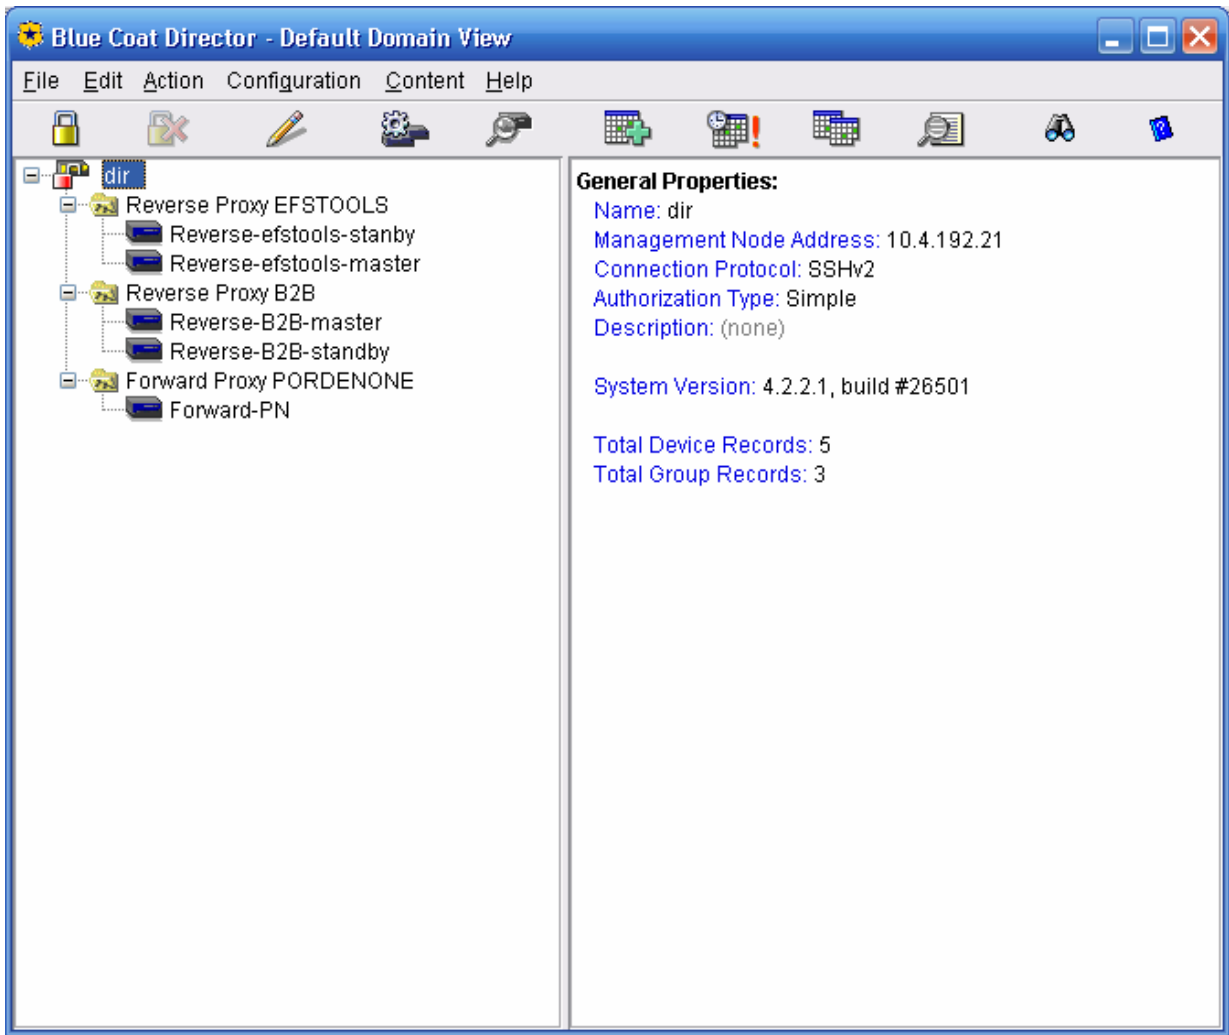 Blue Coat Director - Default Domain View
File Edit Action Configuration Content Help
dir
Reverse Proxy EFSTOOLS
Reverse-efstools-stanby
Reverse-efstools-master
Reverse Proxy B2B
Reverse-B2B-master
Reverse-B2B-standby
Forward Proxy PORDENONE
Forward-PN
General Properties:
Name: dir
Management Node Address: 10.4.192.21
Connection Protocol: SSHv2
Authorization Type: Simple
Description: (none)
System Version: 4.2.2.1, build #26501
Total Device Records: 5
Total Group Records: 3